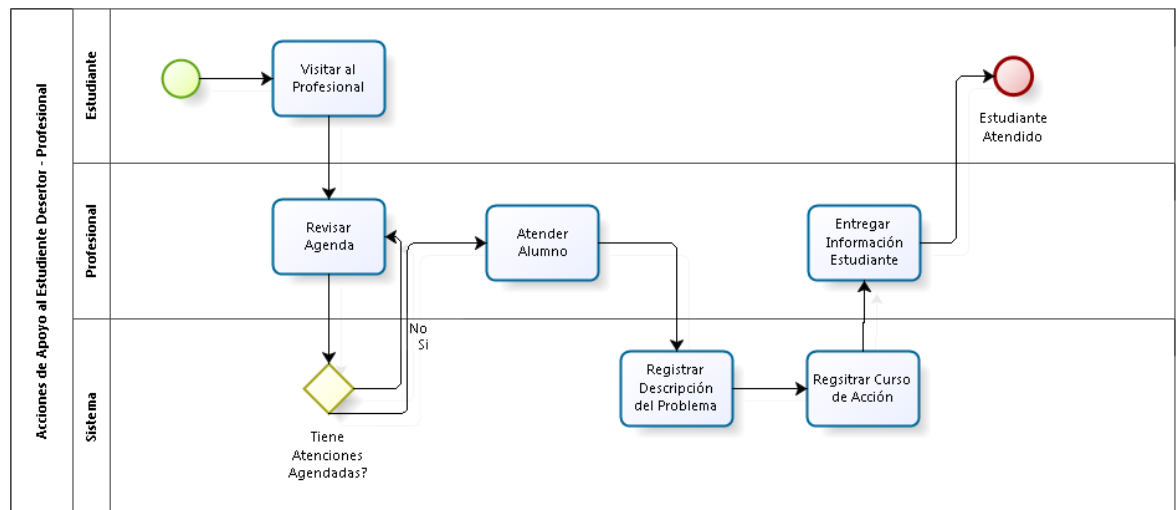 Acciones de Apoyo al Estudiente Desertor - Profesional
Estudiante
Visitar al
Profesional
Estudiante
Atendido
Profesional
Revisar
Agenda
Atender
Alumno
Entregar
Información
Estudiante
Sistema
No
Si
Tiene
Atenciones
Agendadas?
Registrar
Descripción
del Problema
Regsitrar Curso
de Acción